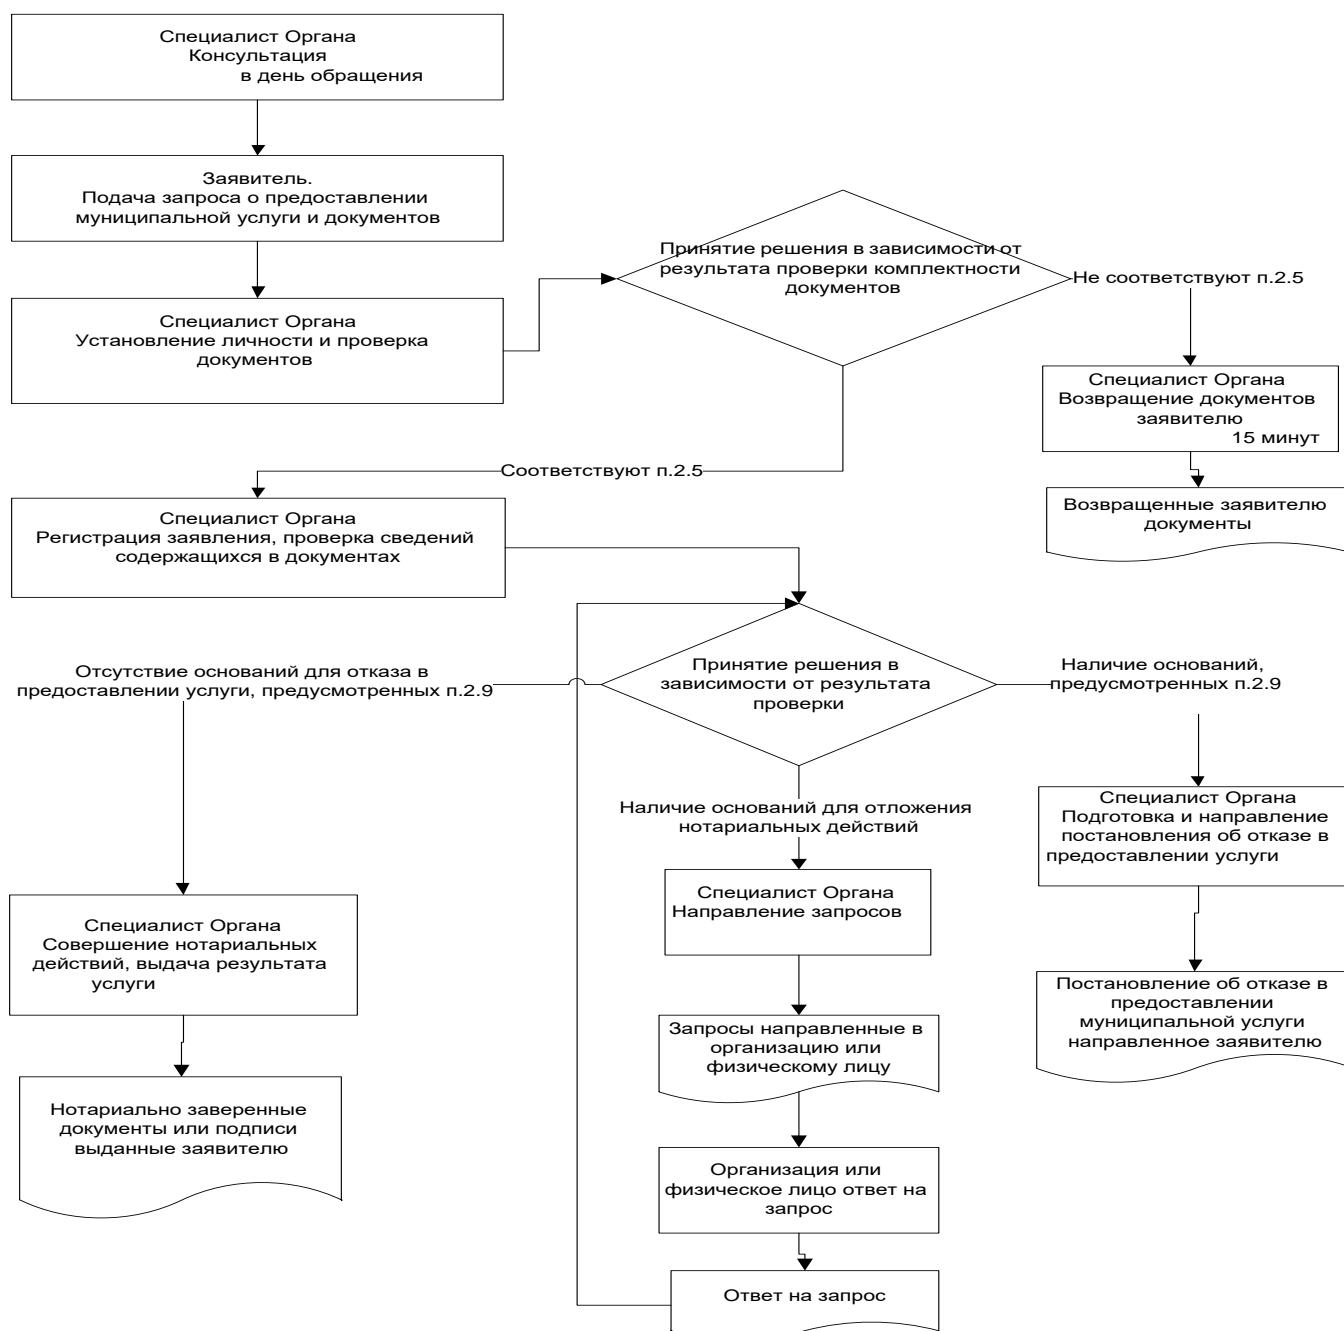 Специалист Органа
Консультация
в день обращения
Заявитель.
Подача запроса о предоставлении
муниципальной услуги и документов
Специалист Органа
Установление личности и проверка
документов
Принятие решения в зависимости от
результата проверки комплектности
документов
Не соответствуют п.2.5
Специалист Органа
Возвращение документов
заявителю
15 минут
Возвращенные заявителю
документы
Соответствуют п.2.5
Специалист Органа
Регистрация заявления, проверка сведений
содержащихся в документах
Принятие решения в
зависимости от результата
проверки
Отсутствие оснований для отказа в
предоставлении услуги, предусмотренных п.2.9
Наличие оснований,
предусмотренных п.2.9
Наличие оснований для отложения
нотариальных действий
Специалист Органа
Подготовка и направление
постановления об отказе в
предоставлении услуги
Специалист Органа
Направление запросов
Специалист Органа
Совершение нотариальных
действий, выдача результата
услуги
Постановление об отказе в
предоставлении
муниципальной услуги
направленное заявителю
Запросы направленные в
организацию или
физическому лицу
Нотариально заверенные
документы или подписи
выданные заявителю
Организация или
физическое лицо ответ на
запрос
Ответ на запрос